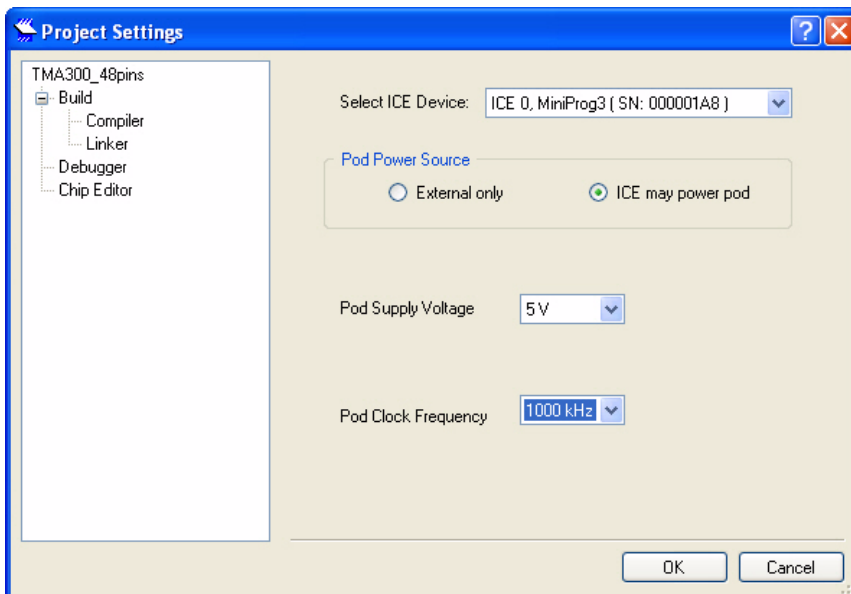 Project Settings
TMA300_48pins
Build
Compiler
Linker
Debugger
Chip Editor
Select ICE Device: ICE 0, MiniProg3 ( SN: 000001A8 )
Pod Power Source
External only ICE may power pod
Pod Supply Voltage 5 V
Pod Clock Frequency 1000 kHz
OK Cancel